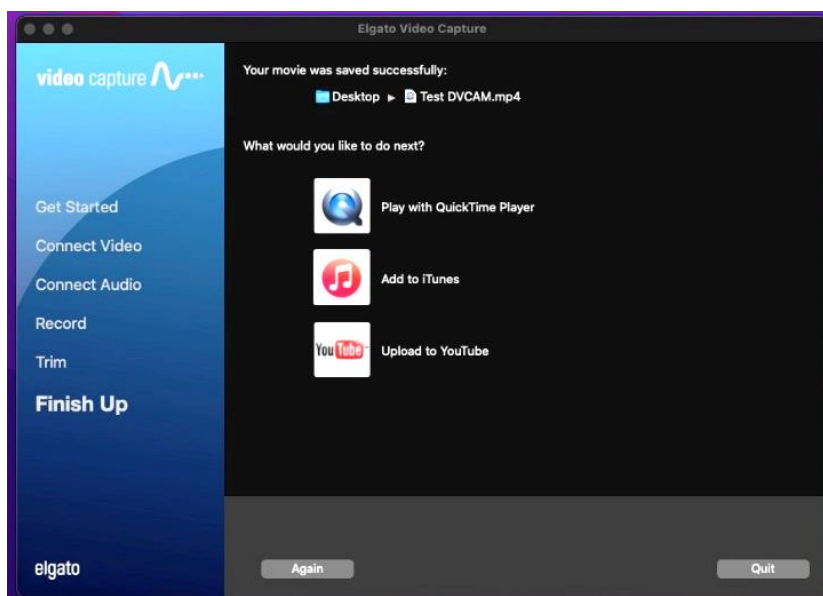 Elgato Video Capture
video capture
Your movie was saved successfully:
Desktop ▸ Test DVCAM.mp4
What would you like to do next?
Get Started
Connect Video
Connect Audio
Record
Trim
Finish Up
Play with QuickTime Player
Add to iTunes
YouTube
Upload to YouTube
elgato
Again
Quit